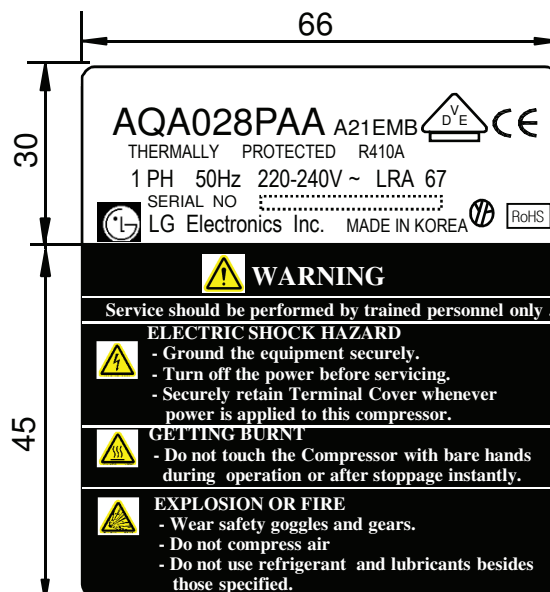 66
30
AQA028PAA A21EMB VDE CE
THERMALLY PROTECTED R410A
1 PH 50Hz 220-240V ~ LRA 67
SERIAL NO
LG Electronics Inc. MADE IN KOREA RoHS
45
WARNING
Service should be performed by trained personnel only .
ELECTRIC SHOCK HAZARD
- Ground the equipment securely.
- Turn off the power before servicing.
- Securely retain Terminal Cover whenever
power is applied to this compressor.
GETTING BURNT
- Do not touch the Compressor with bare hands
during operation or after stoppage instantly.
EXPLOSION OR FIRE
- Wear safety goggles and gears.
- Do not compress air
- Do not use refrigerant and lubricants besides
those specified.